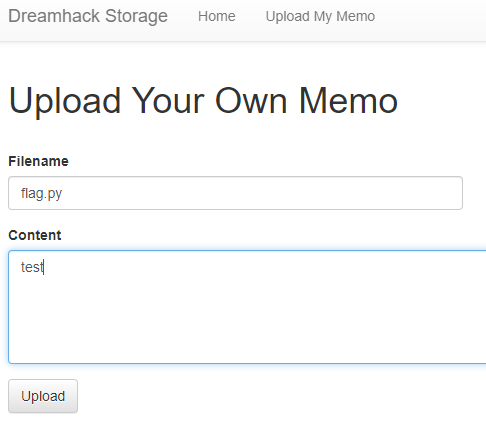 Dreamhack Storage Home Upload My Memo
Upload Your Own Memo
Filename
flag.py
Content
test
Upload